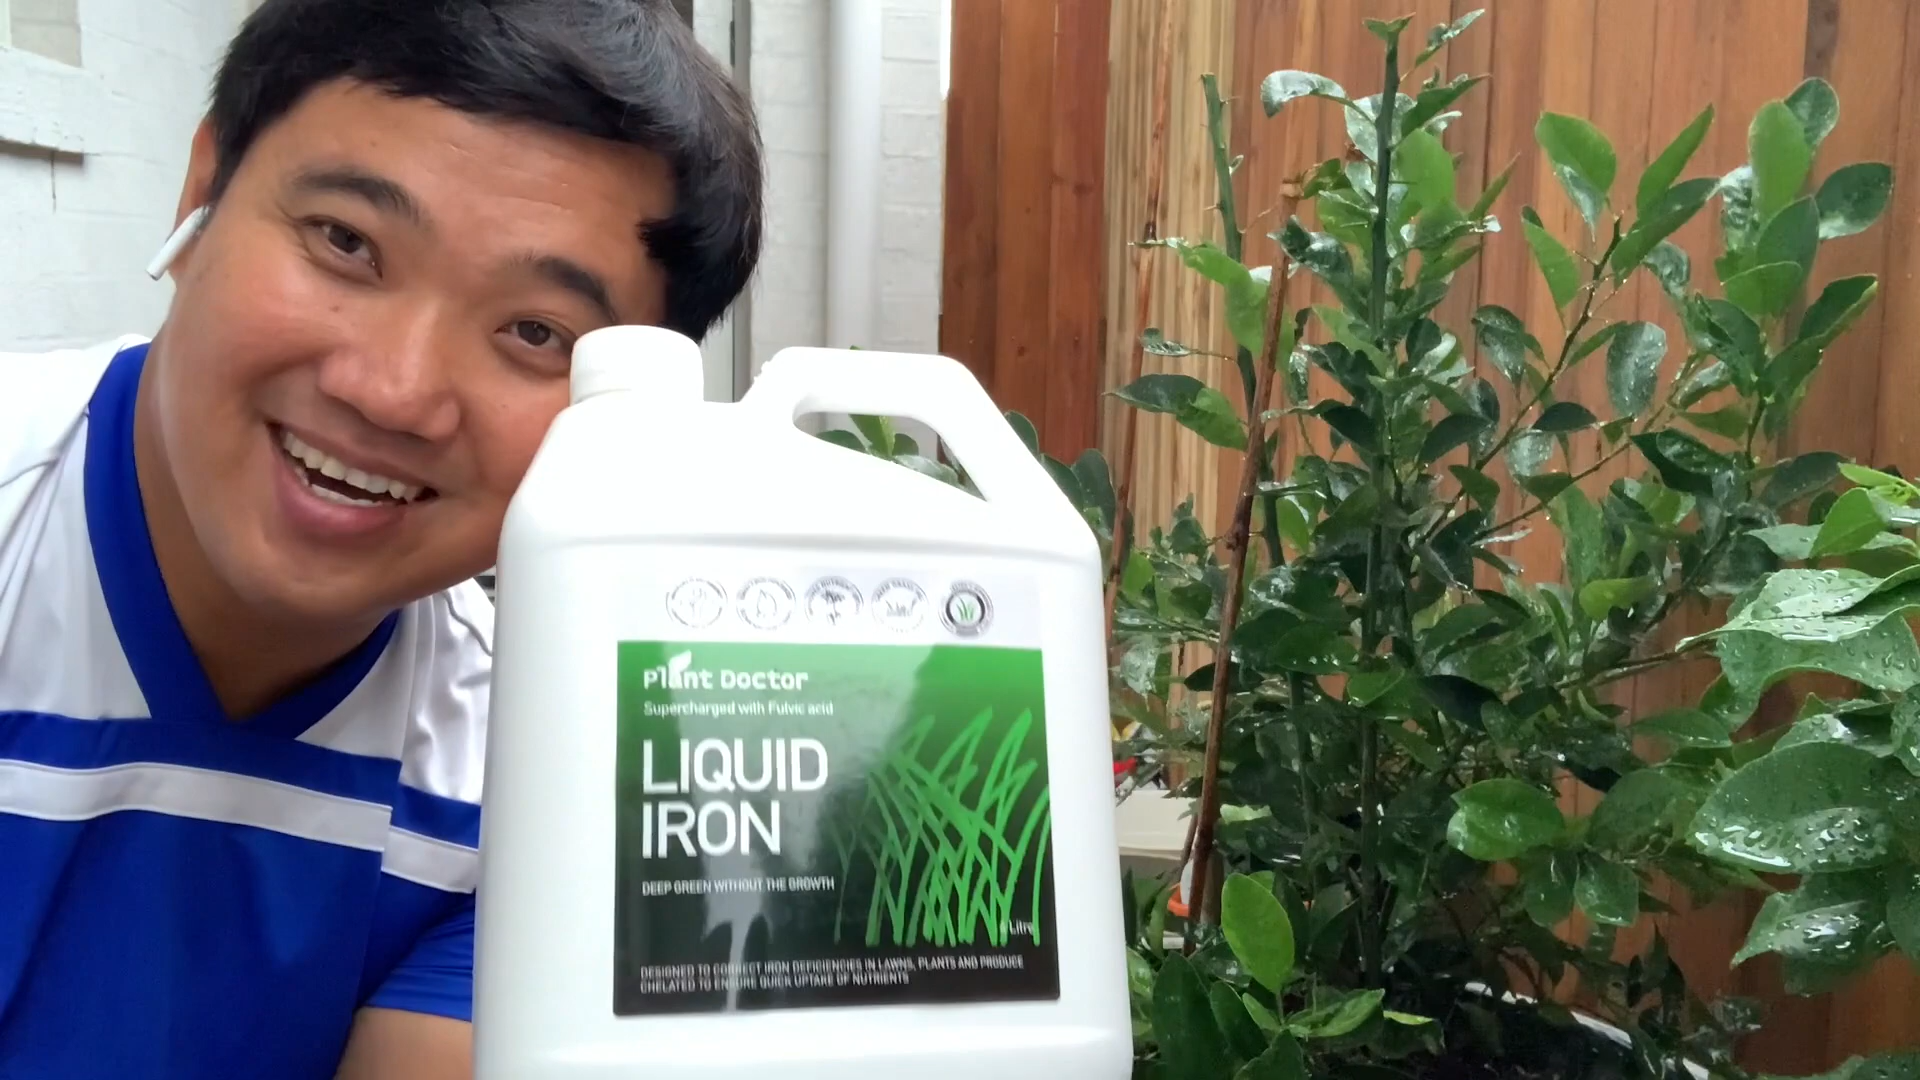 Plant Doctor
Supercharged with Fulvic acid
LIQUID
IRON
DEEP GREEN WITHOUT THE GROWTH
Litre
DESIGNED TO CORRECT IRON DEFICIENCIES IN LAWNS, PLANTS AND PRODUCE
CHELATED TO ENSURE QUICK UPTAKE OF NUTRIENTS